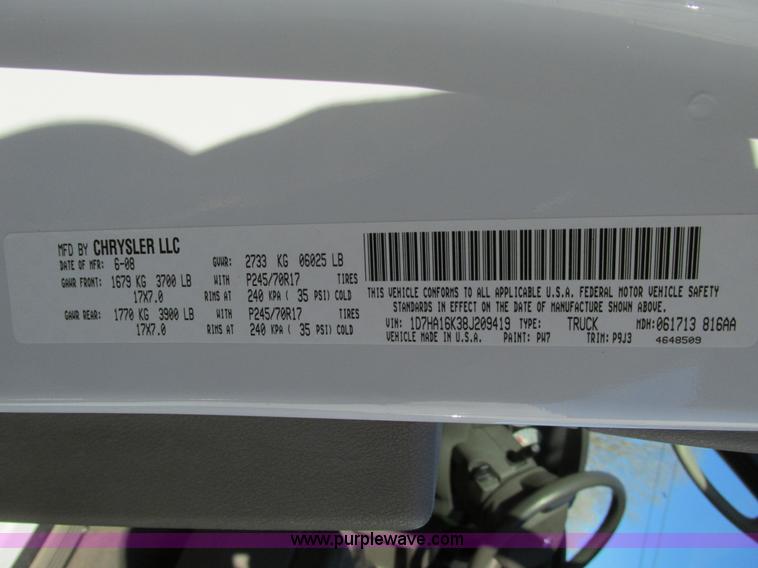 MFD BY CHRYSLER LLC
DATE OF MFR: 6-08 GVWR: 2733 KG 06025 LB
GAWR FRONT: 1679 KG 3700 LB WITH P245/70R17 TIRES
17X7.0 RIMS AT 240 KPA ( 35 PSI) COLD
GAWR REAR: 1770 KG 3900 LB WITH P245/70R17 TIRES
17X7.0 RIMS AT 240 KPA ( 35 PSI) COLD
THIS VEHICLE CONFORMS TO ALL APPLICABLE U.S.A. FEDERAL MOTOR VEHICLE SAFETY
STANDARDS IN EFFECT ON THE DATE OF MANUFACTURE SHOWN ABOVE.
VIN: 1D7HA16K38J209419 TYPE: TRUCK MDH: 061713 816AA
VEHICLE MADE IN U.S.A. PAINT: PW7 TRIM: P9J3 4648509
www.purplewave.com